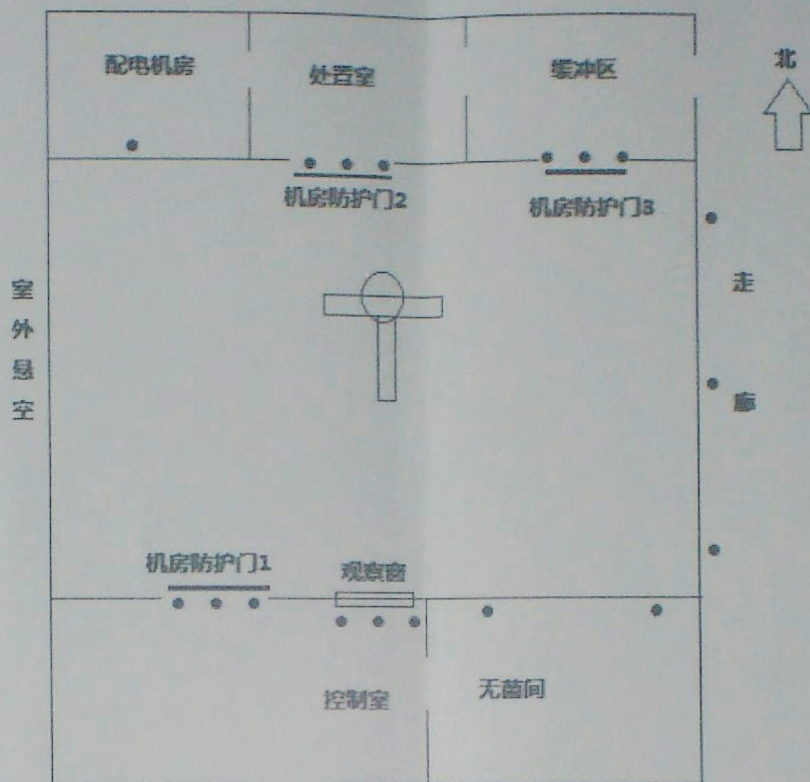 配电机房
处置室
缓冲区
北
机房防护门2
机房防护门3
室外悬空
走廊
机房防护门1
观察窗
控制室
无菌间